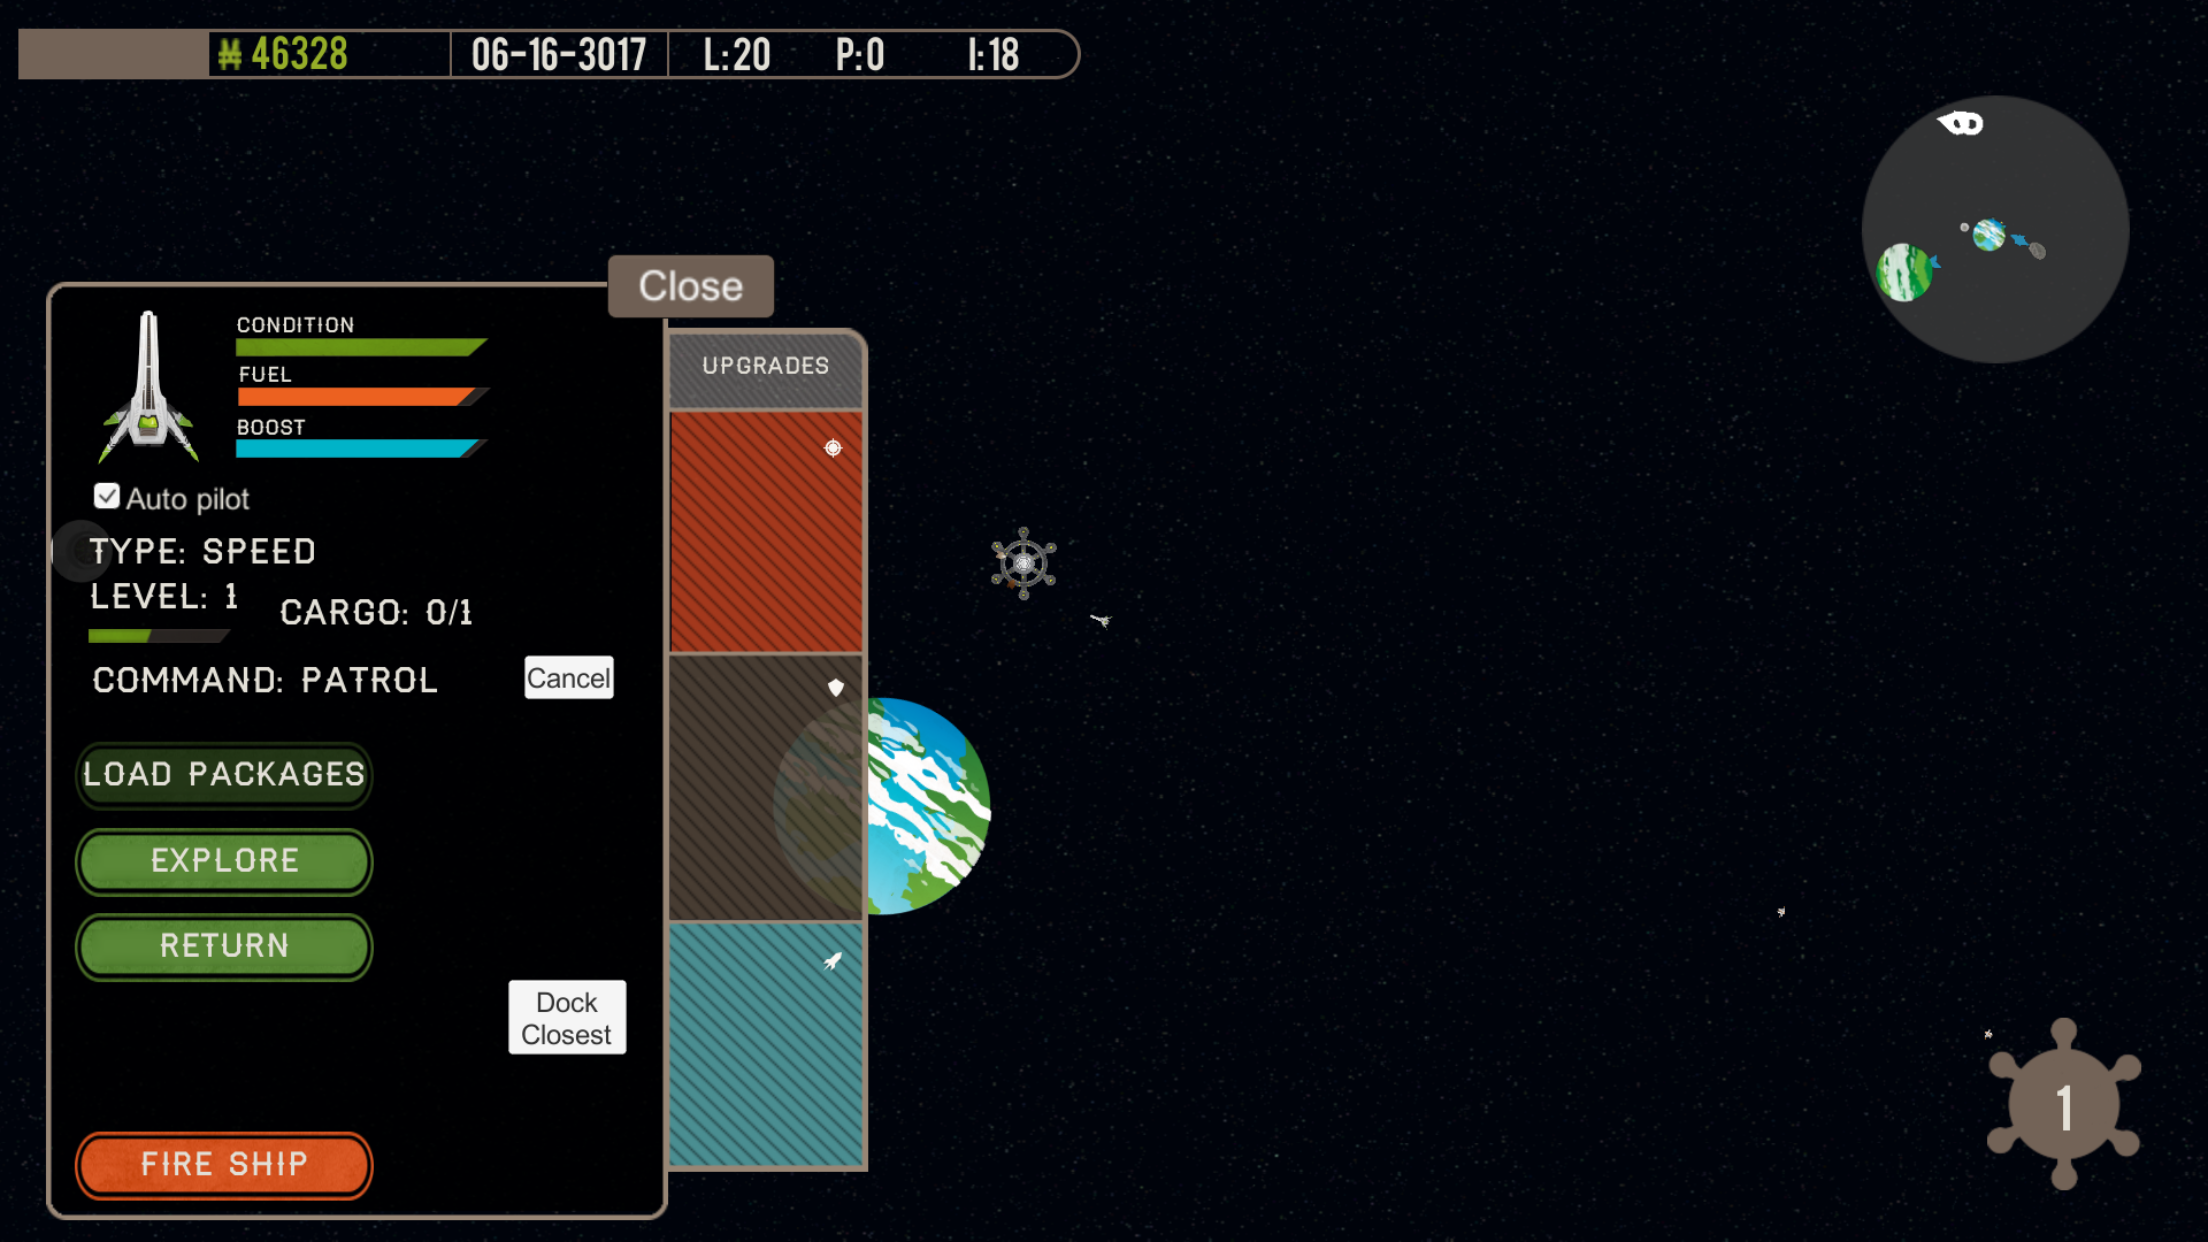 46328 06-16-3017 L:20 P:0 I:18
Close
CONDITION
FUEL
BOOST
Auto pilot
TYPE: SPEED
LEVEL: 1
CARGO: 0/1
COMMAND: PATROL
Cancel
LOAD PACKAGES
EXPLORE
RETURN
Dock
Closest
FIRE SHIP
UPGRADES
1